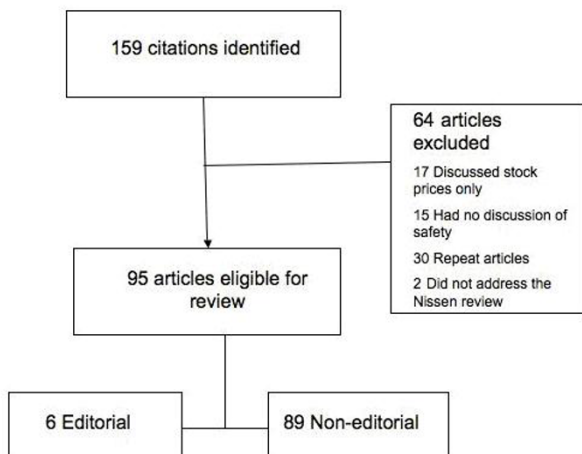 159 citations identified
64 articles
excluded
17 Discussed stock
prices only
15 Had no discussion of
safety
30 Repeat articles
2 Did not address the
Nissen review
95 articles eligible for
review
6 Editorial
89 Non-editorial